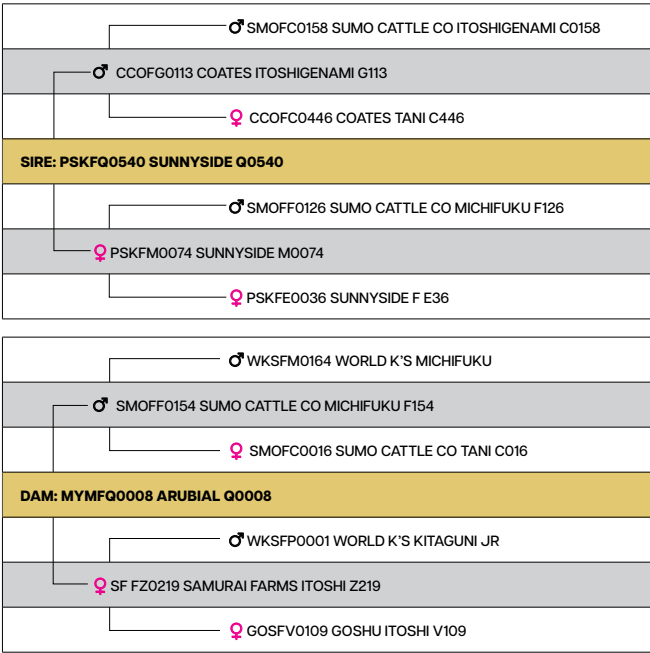 SMOFC0158 SUMO CATTLE CO ITOSHIGENAMI C0158
CCOFG0113 COATES ITOSHIGENAMI G113
CCOFC0446 COATES TANI C446
SIRE: PSKFQ0540 SUNNYSIDE Q0540
SMOFF0126 SUMO CATTLE CO MICHIFUKU F126
PSKFM0074 SUNNYSIDE M0074
PSKFE0036 SUNNYSIDE F E36
WKSFM0164 WORLD K'S MICHIFUKU
SMOFF0154 SUMO CATTLE CO MICHIFUKU F154
SMOFC0016 SUMO CATTLE CO TANI C016
DAM: MYMFQ0008 ARUBIAL Q0008
WKSFP0001 WORLD K'S KITAGUNI JR
SF FZ0219 SAMURAI FARMS ITOSHI Z219
GOSFV0109 GOSHU ITOSHI V109